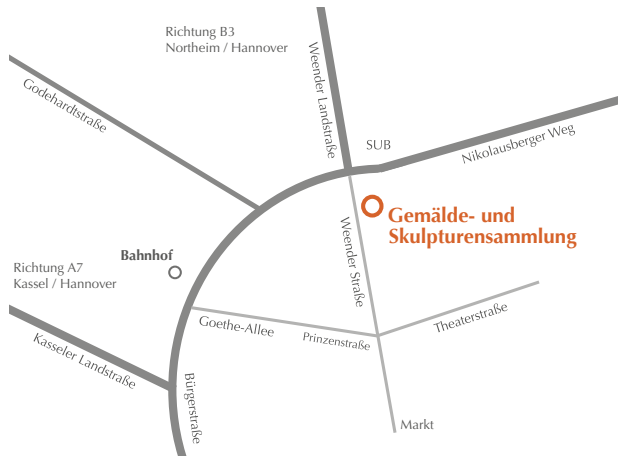 Richtung B3
Northeim / Hannover
Weender Landstraße
Godehardtstraße
SUB
Nikolausberger Weg
Gemälde- und
Skulpturensammlung
Weender Straße
Bahnhof
Richtung A7
Kassel / Hannover
Goethe-Allee
Prinzenstraße
Theaterstraße
Kasseler Landstraße
Bürgerstraße
Markt